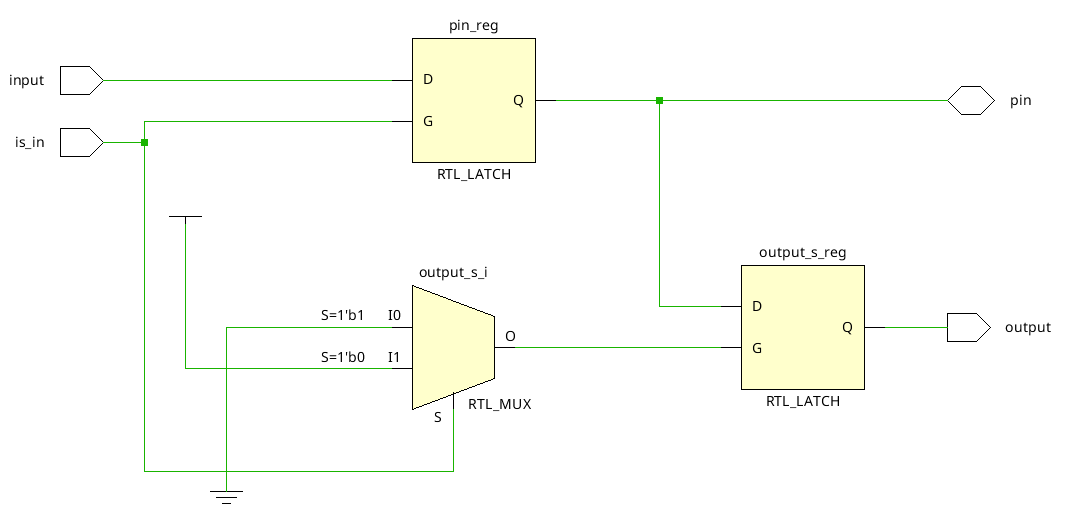 pin_reg
input
D
Q
pin
is_in
G
RTL_LATCH
output_s_reg
output_s_i
S=1'b1
I0
D
Q
output
O
S=1'b0
I1
G
RTL_MUX
S
RTL_LATCH